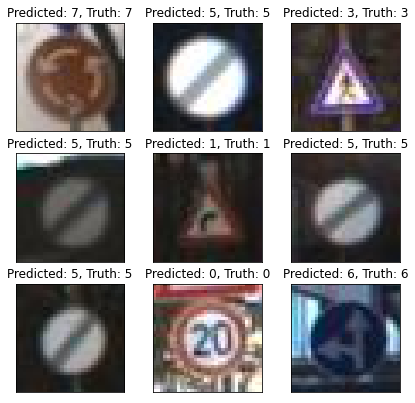 Predicted: 7, Truth: 7
Predicted: 5, Truth: 5
Predicted: 3, Truth: 3
Predicted: 5, Truth: 5
Predicted: 1, Truth: 1
Predicted: 5, Truth: 5
Predicted: 5, Truth: 5
Predicted: 0, Truth: 0
Predicted: 6, Truth: 6
20